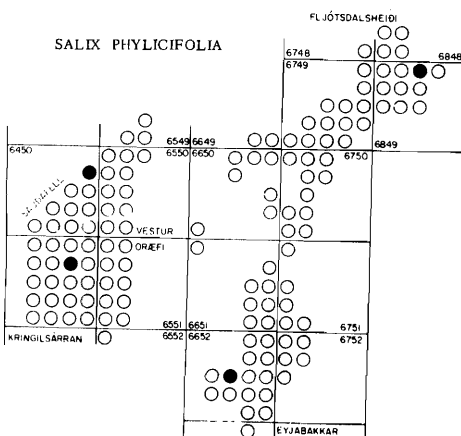 FLJÓTSDALSHEIÐI
SALIX PHYLICIFOLIA
6748
6848
6749
6549 6649
6450
6550 6650
6750
6849
VESTUR
ÖRÆFI
6551 6651
6751
KRINGILSÁRRAN
6552 6652
6752
EYJABAKKAR